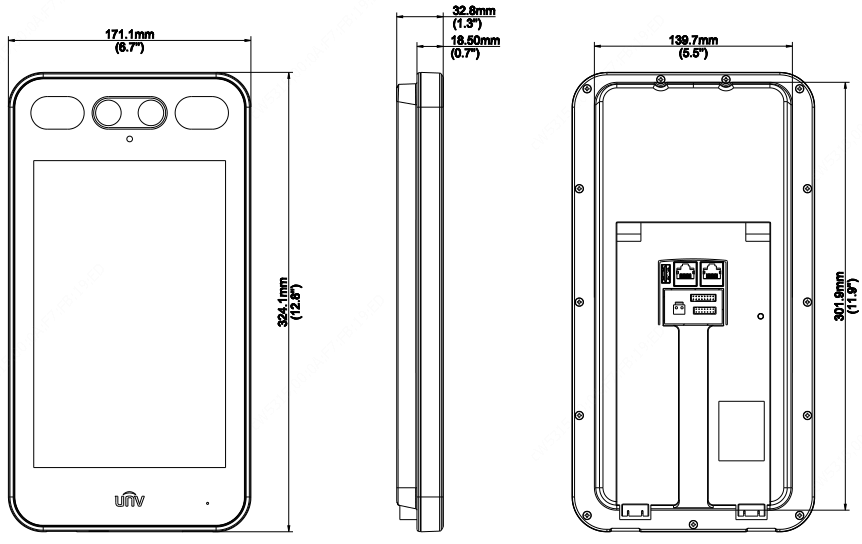 171.1mm
(6.7")
324.1mm
(12.8")
unv
32.8mm
(1.3")
18.50mm
(0.7")
139.7mm
(5.5")
301.9mm
(11.9")